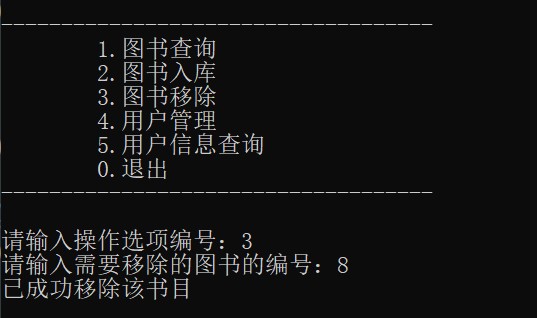 ------------------------------------
1.图书查询
2.图书入库
3.图书移除
4.用户管理
5.用户信息查询
0.退出
------------------------------------
请输入操作选项编号：3
请输入需要移除的图书的编号：8
已成功移除该书目